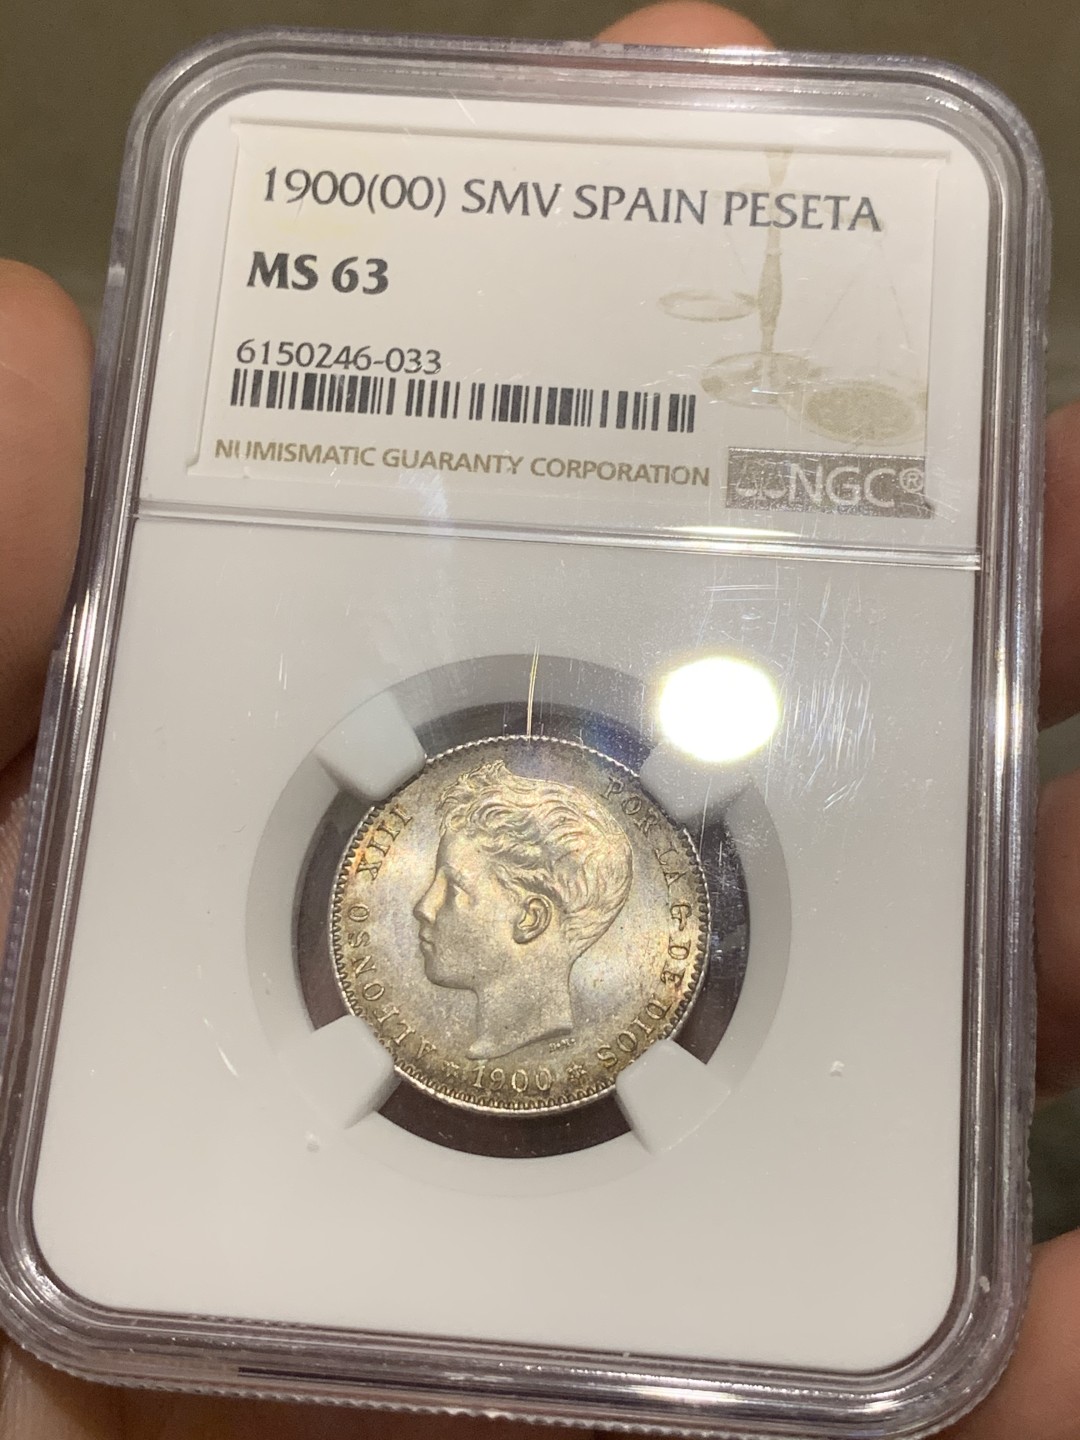 1900(00) SMV SPAIN PESETA
MS 63
6150246-033
NUMISMATIC GUARANTY CORPORATION
NGC®
ALFONSO XIII POR LA G. DE DIOS
* 1900 *